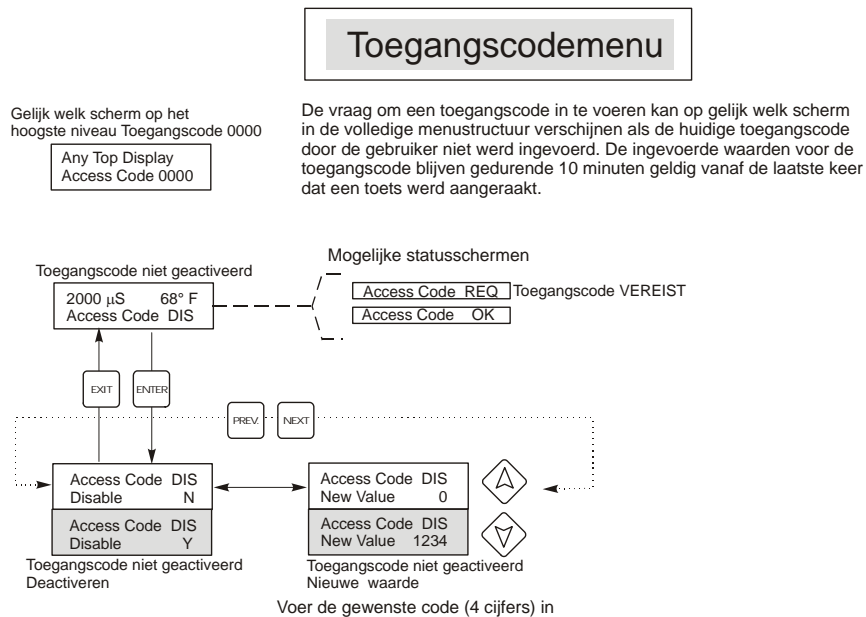 Toegangscodemenu
Gelijk welk scherm op het
hoogste niveau Toegangscode 0000
Any Top Display
Access Code 0000
De vraag om een toegangscode in te voeren kan op gelijk welk scherm
in de volledige menustructuur verschijnen als de huidige toegangscode
door de gebruiker niet werd ingevoerd. De ingevoerde waarden voor de
toegangscode blijven gedurende 10 minuten geldig vanaf de laatste keer
dat een toets werd aangeraakt.
Mogelijke statusschermen
Toegangscode niet geactiveerd
2000 µS 68° F
Access Code DIS
Access Code REQ
Toegangscode VEREIST
Access Code OK
EXIT
ENTER
PREV.
NEXT
Access Code DIS
Disable N
Access Code DIS
Disable Y
Toegangscode niet geactiveerd
Deactiveren
Access Code DIS
New Value 0
Access Code DIS
New Value 1234
Toegangscode niet geactiveerd
Nieuwe waarde
Voer de gewenste code (4 cijfers) in